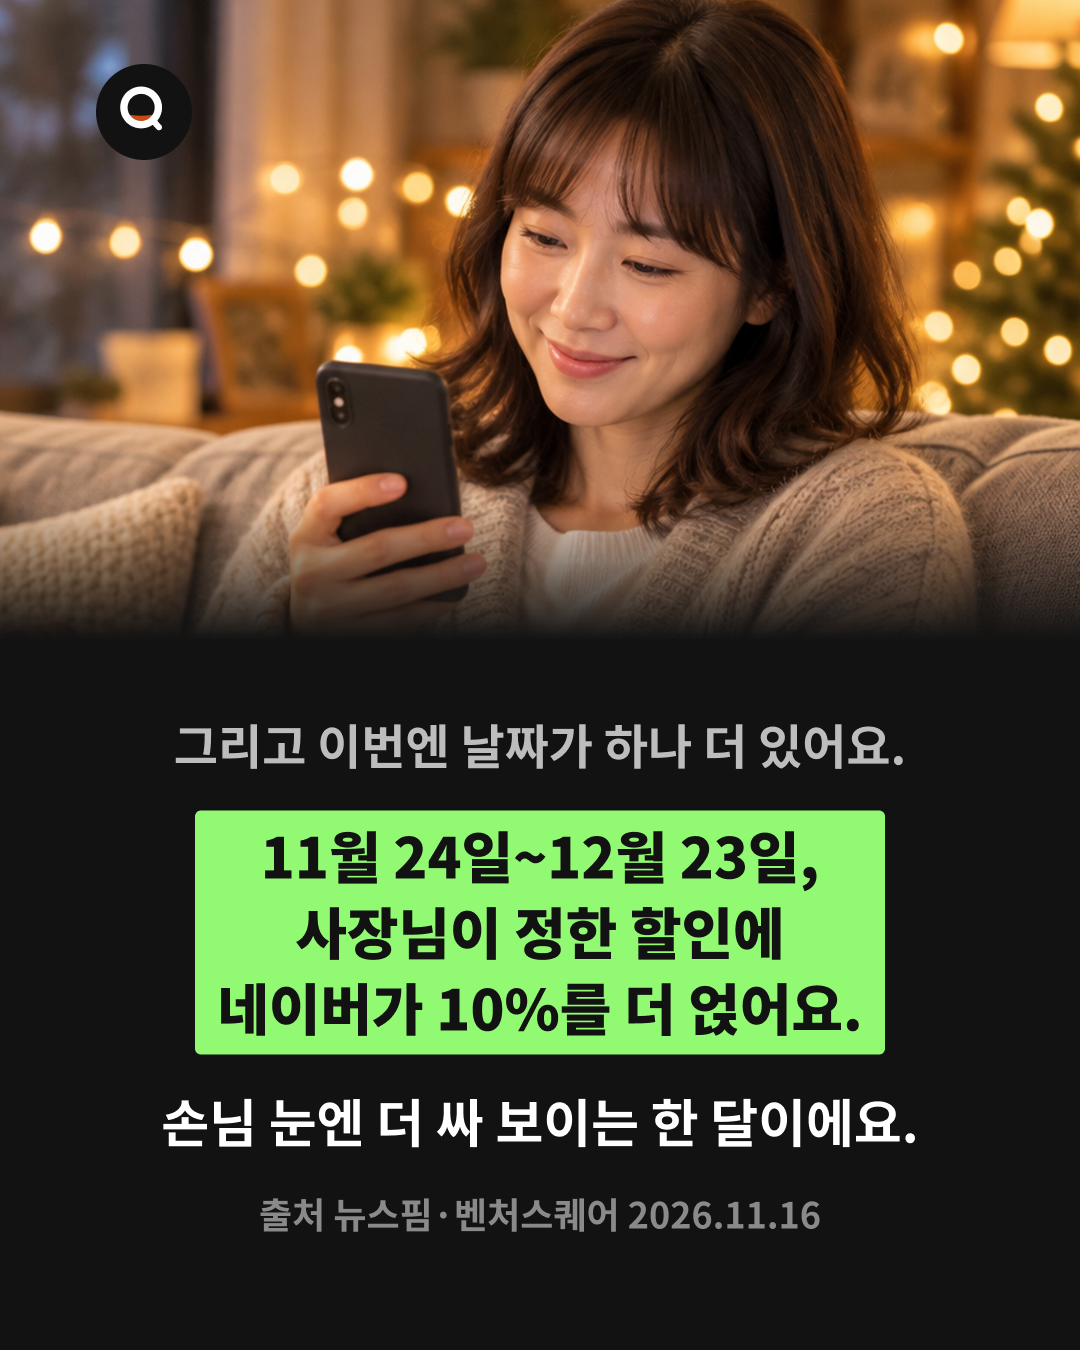 그리고 이번엔 날짜가 하나 더 있어요.
11월 24일~12월 23일,
사장님이 정한 할인에
네이버가 10%를 더 얹어요.
손님 눈엔 더 싸 보이는 한 달이에요.
출처 뉴스핌·벤처스퀘어 2026.11.16